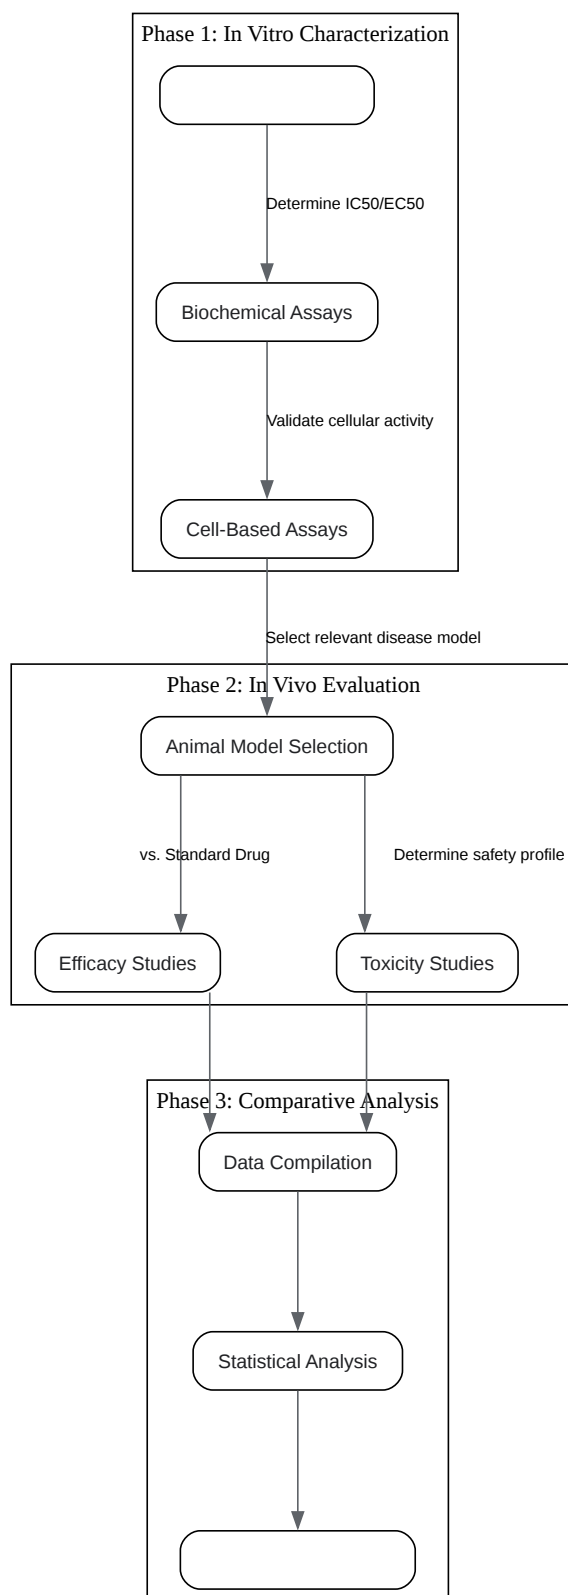 Phase 1: In Vitro Characterization
Determine IC50/EC50
Biochemical Assays
Validate cellular activity
Cell-Based Assays
Select relevant disease model
Phase 2: In Vivo Evaluation
Animal Model Selection
vs. Standard Drug
Determine safety profile
Efficacy Studies
Toxicity Studies
Phase 3: Comparative Analysis
Data Compilation
Statistical Analysis